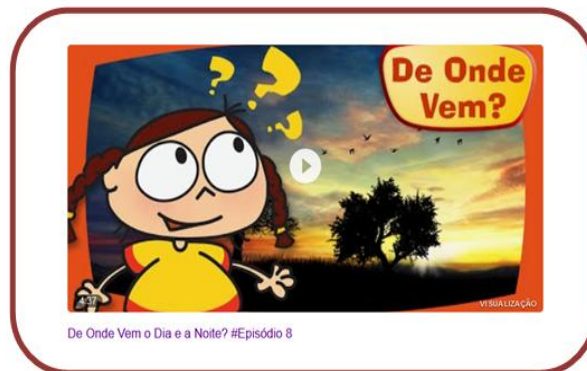 ? ? ?
De Onde
Vem?
4:37
VISUALIZAÇÃO
De Onde Vem o Dia e a Noite? #Episódio 8